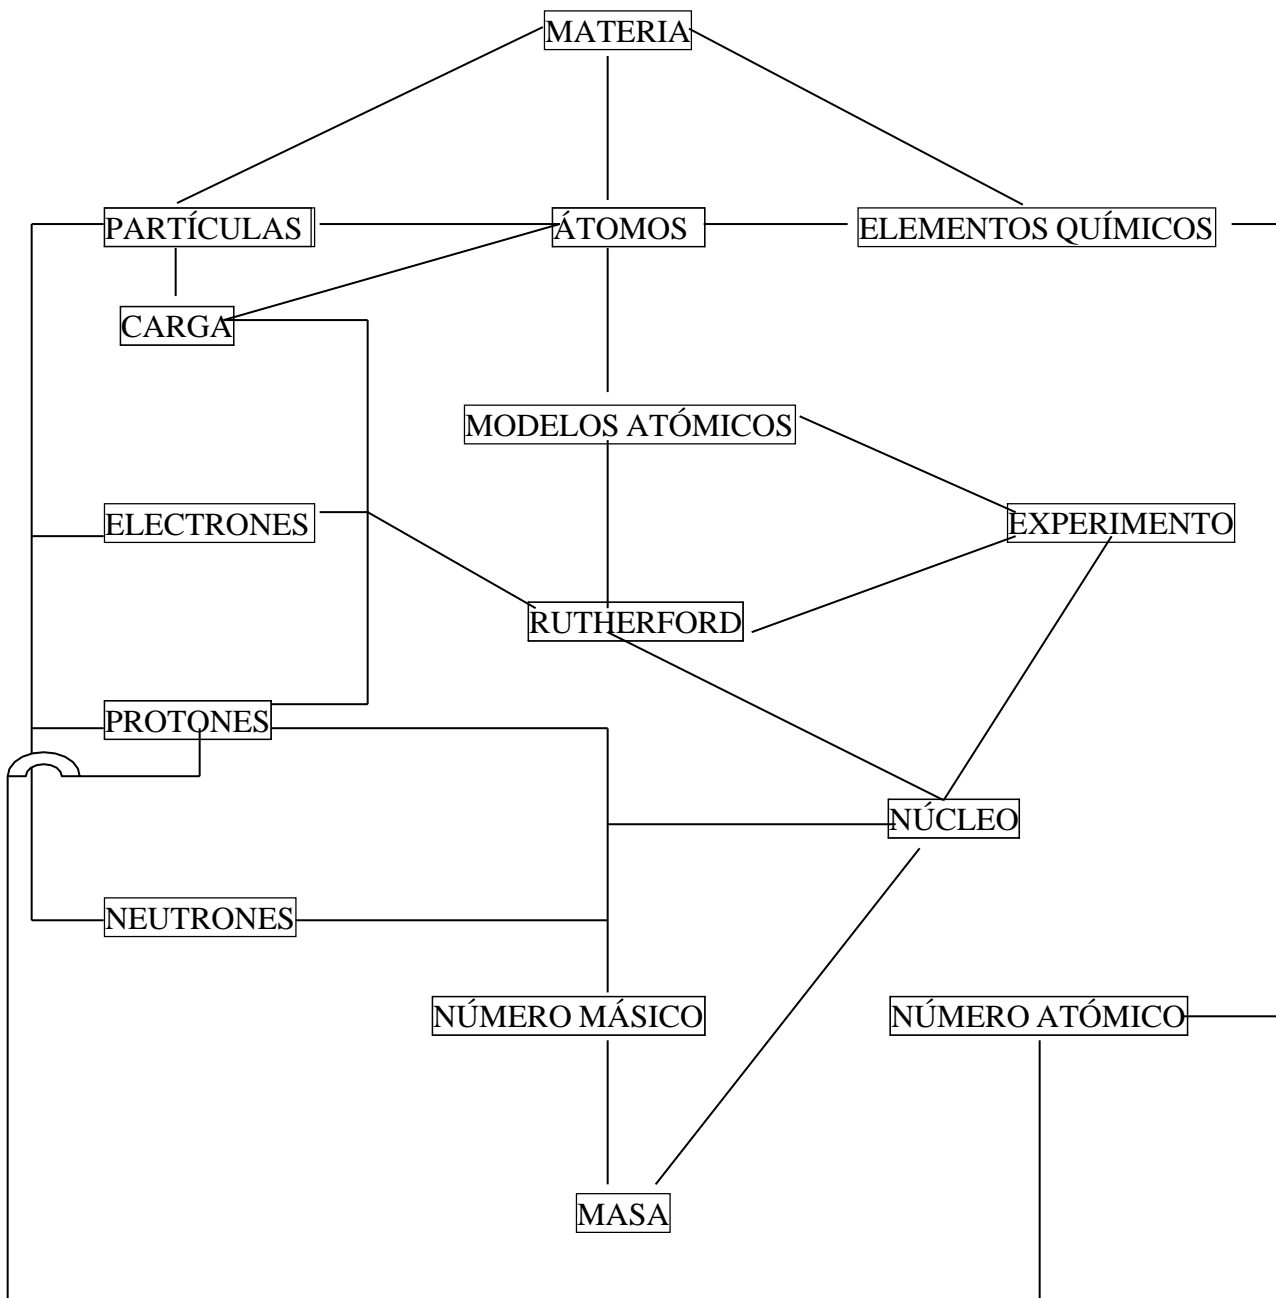 MATERIA
PARTÍCULAS
ÁTOMOS
ELEMENTOS QUÍMICOS
CARGA
MODELOS ATÓMICOS
ELECTRONES
EXPERIMENTO
RUTHERFORD
PROTONES
NÚCLEO
NEUTRONES
NÚMERO MÁSICO
NÚMERO ATÓMICO
MASA